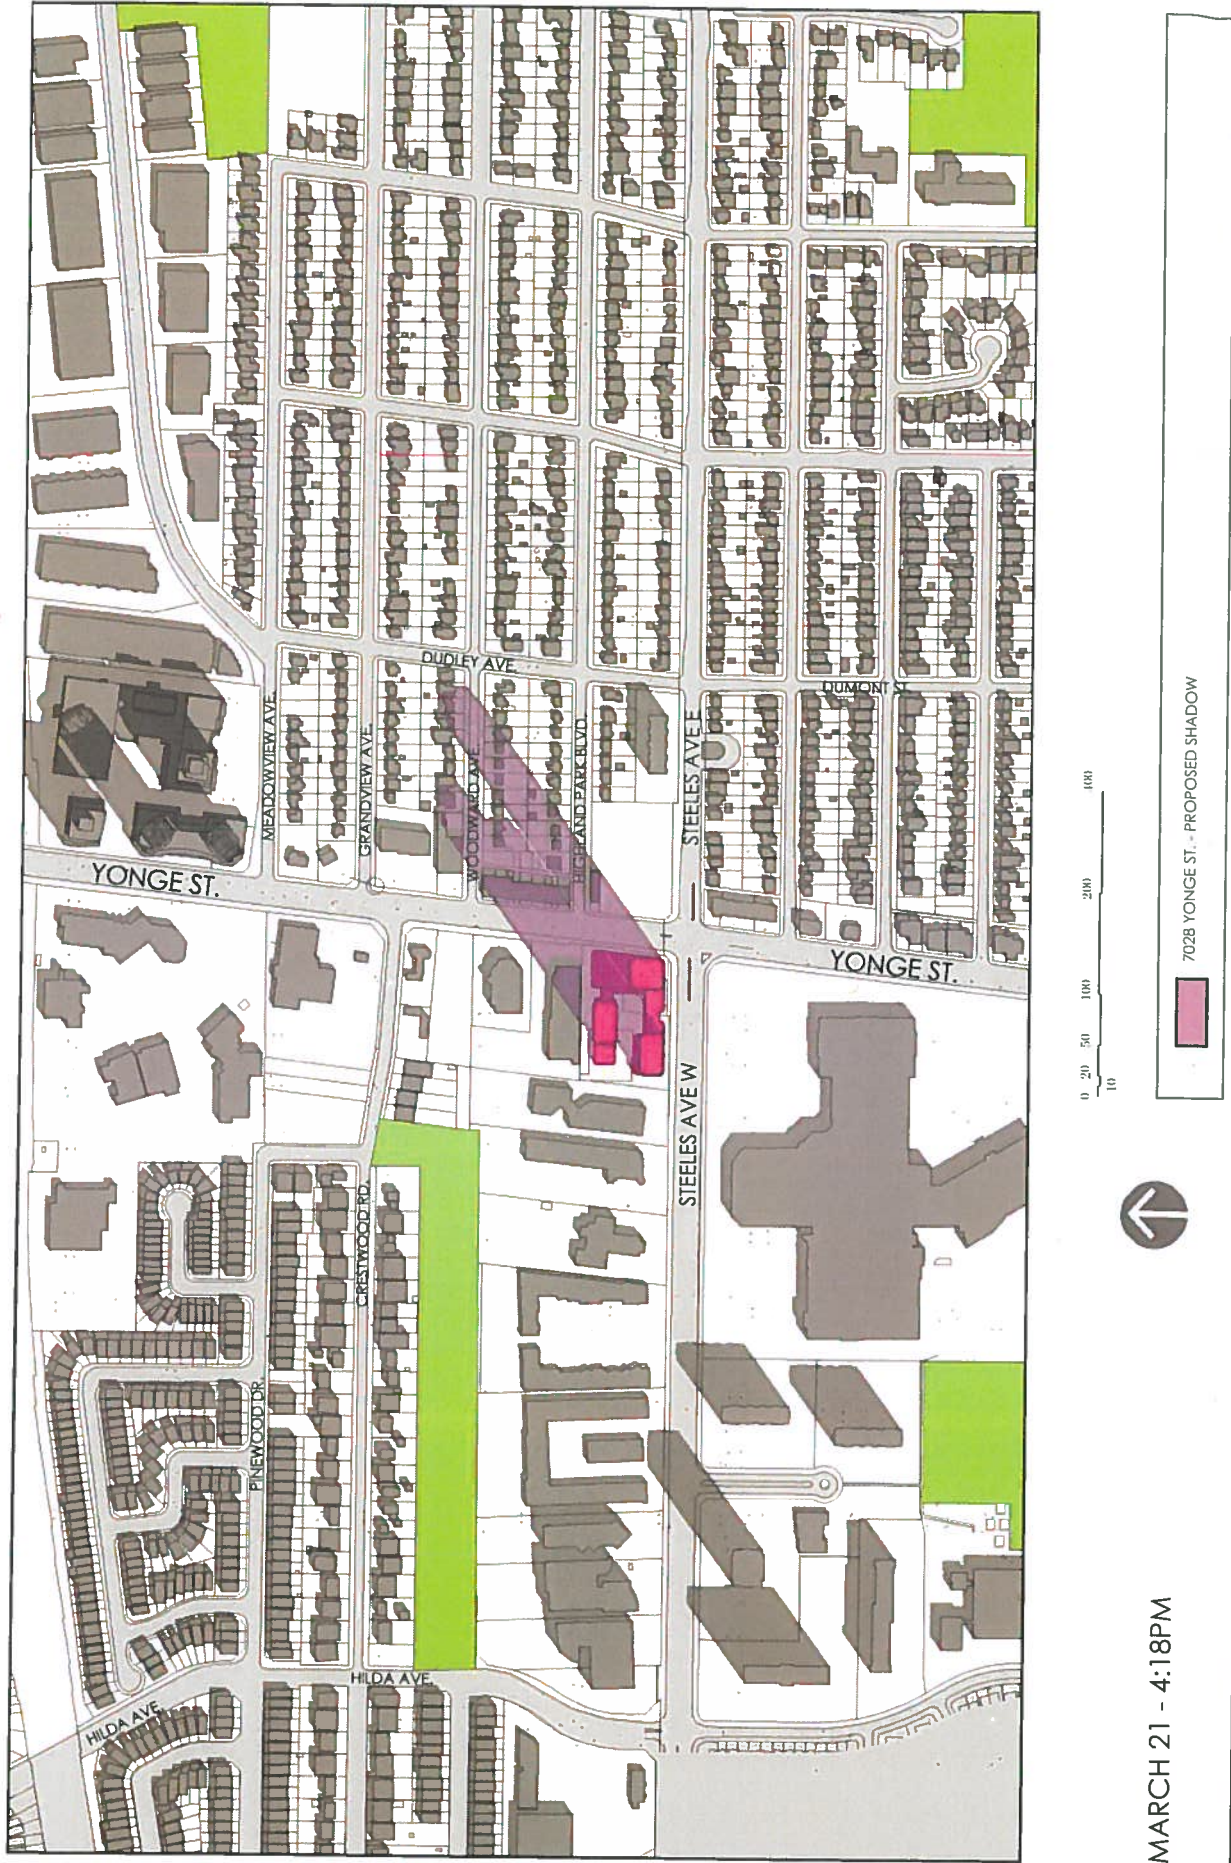 YONGE ST.
MEADOWVIEW AVE.
GRANDVIEW AVE.
WOODWARD AVE.
HIGHLAND PARK BLVD.
DUDLEY AVE.
STEELES AVE E
DUMONT ST.
YONGE ST.
STEELES AVE W
CRESTWOOD RD.
PINEWOOD DR.
HILDA AVE.
HILDA AVE.
0 20 50 100 200 400
10
7028 YONGE ST. - PROPOSED SHADOW
MARCH 21 - 4:18PM